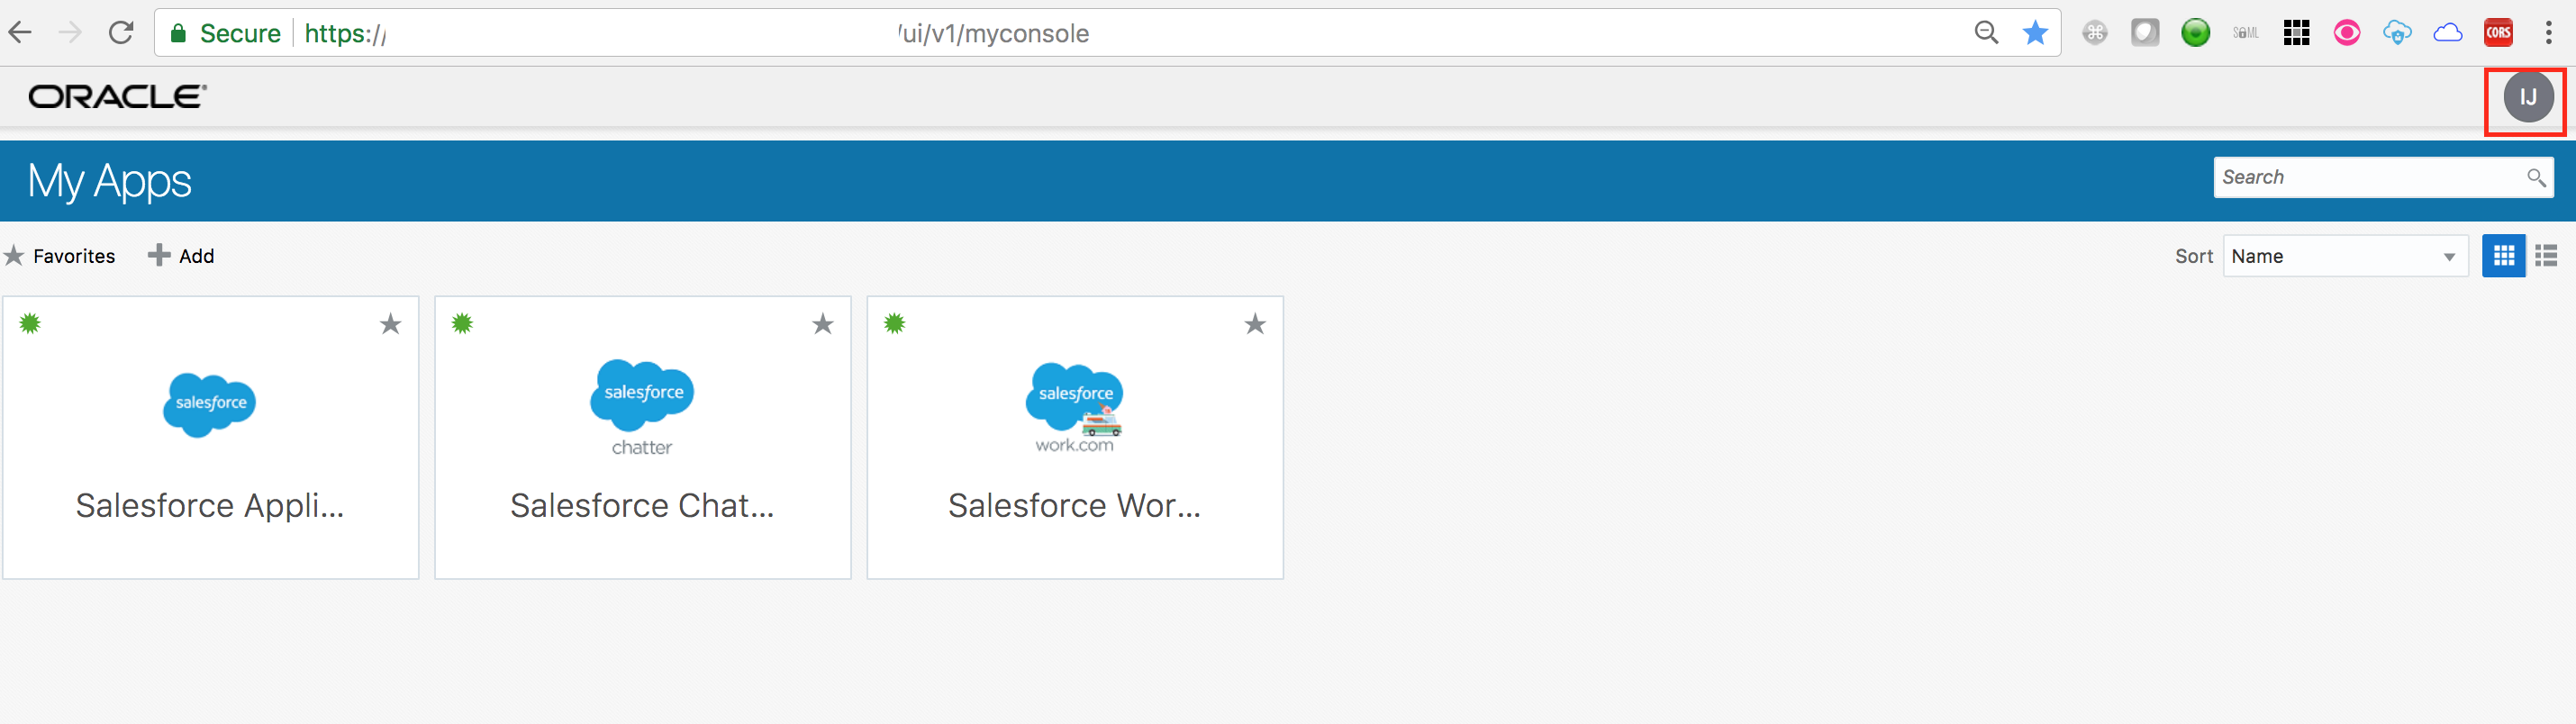 Secure https:// /ui/v1/myconsole
SAML
CORS
ORACLE®
IJ
My Apps
Search
Favorites Add
Sort Name
salesforce
Salesforce Appli...
salesforce
chatter
Salesforce Chat...
salesforce
work.com
Salesforce Wor...